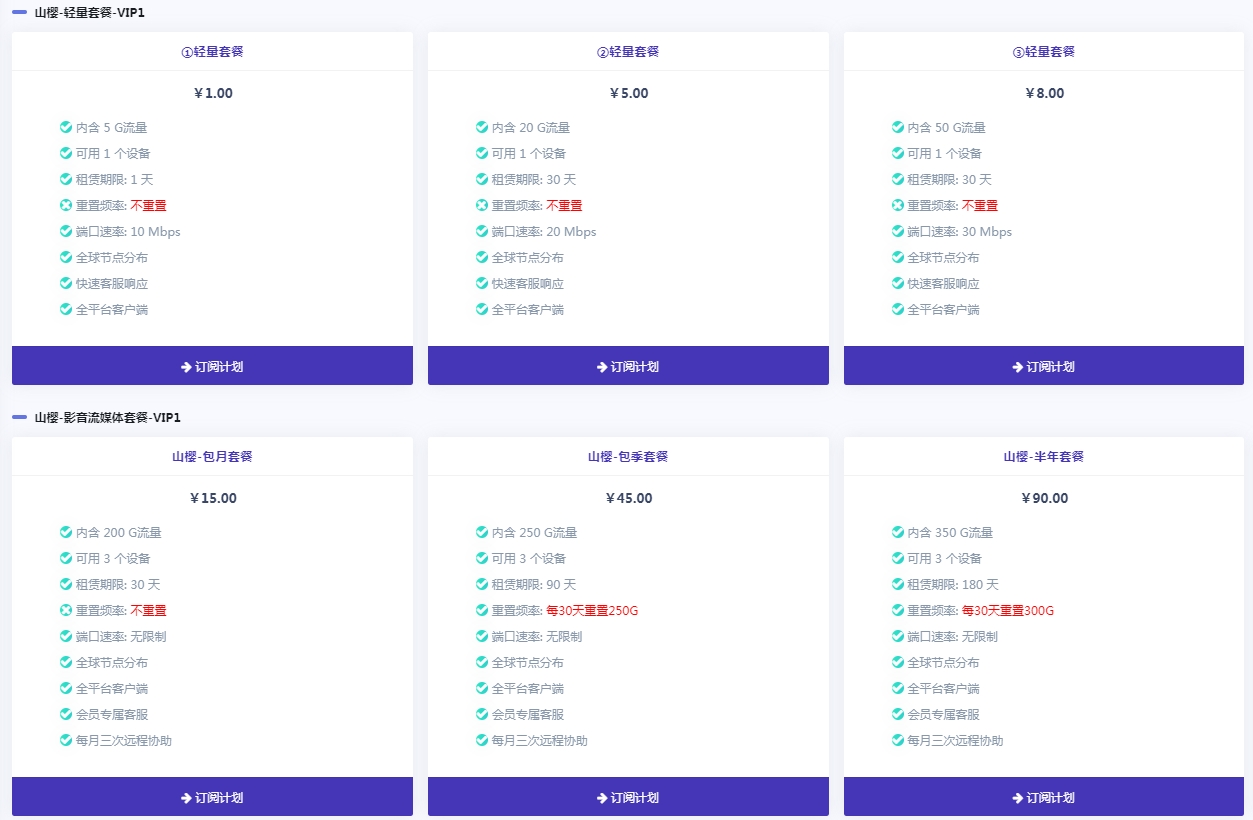 山樱-轻量套餐-VIP1
①轻量套餐
￥1.00
内含 5 G流量
可用 1 个设备
租赁期限: 1 天
重置频率: 不重置
端口速率: 10 Mbps
全球节点分布
快速客服响应
全平台客户端
订阅计划
②轻量套餐
￥5.00
内含 20 G流量
可用 1 个设备
租赁期限: 30 天
重置频率: 不重置
端口速率: 20 Mbps
全球节点分布
快速客服响应
全平台客户端
订阅计划
③轻量套餐
￥8.00
内含 50 G流量
可用 1 个设备
租赁期限: 30 天
重置频率: 不重置
端口速率: 30 Mbps
全球节点分布
快速客服响应
全平台客户端
订阅计划
山樱-影音流媒体套餐-VIP1
山樱-包月套餐
￥15.00
内含 200 G流量
可用 3 个设备
租赁期限: 30 天
重置频率: 不重置
端口速率: 无限制
全球节点分布
全平台客户端
会员专属客服
每月三次远程协助
订阅计划
山樱-包季套餐
￥45.00
内含 250 G流量
可用 3 个设备
租赁期限: 90 天
重置频率: 每30天重置250G
端口速率: 无限制
全球节点分布
全平台客户端
会员专属客服
每月三次远程协助
订阅计划
山樱-半年套餐
￥90.00
内含 350 G流量
可用 3 个设备
租赁期限: 180 天
重置频率: 每30天重置300G
端口速率: 无限制
全球节点分布
全平台客户端
会员专属客服
每月三次远程协助
订阅计划